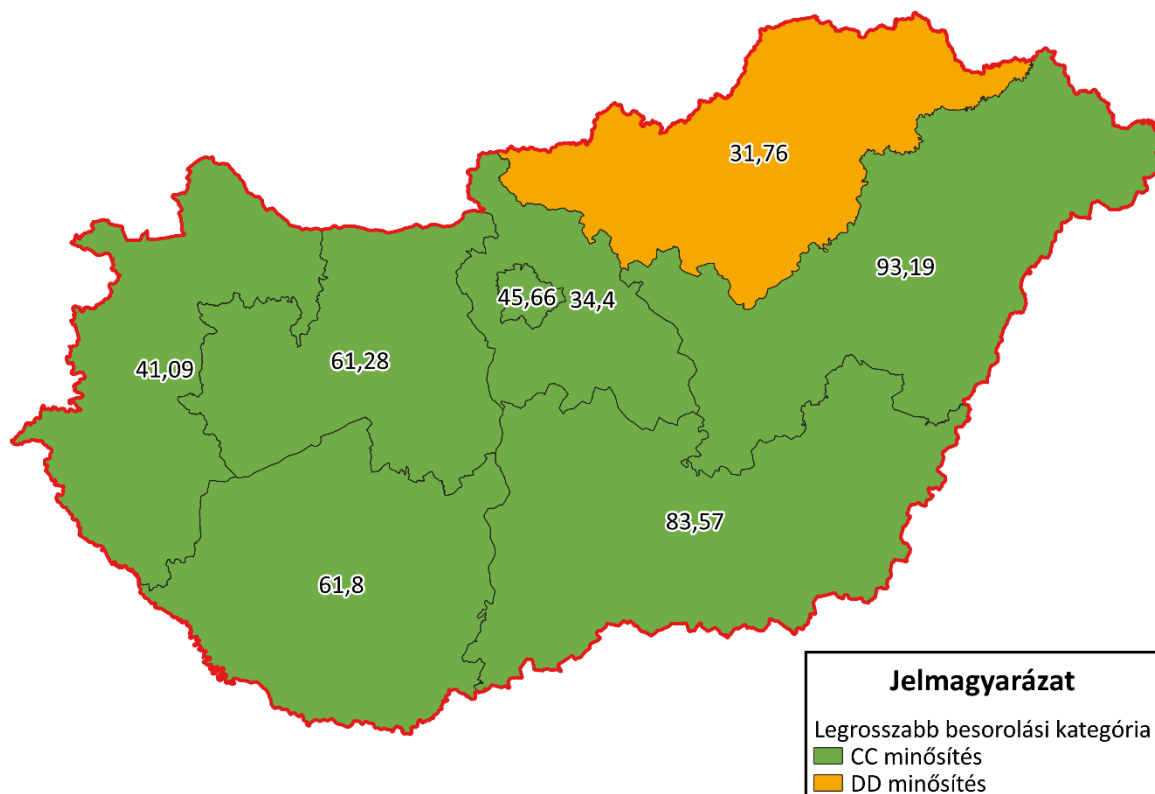 31,76
93,19
45,66
34,4
61,28
41,09
83,57
61,8
Jelmagyarázat
Legrosszabb besorolási kategória
CC minősítés
DD minősítés